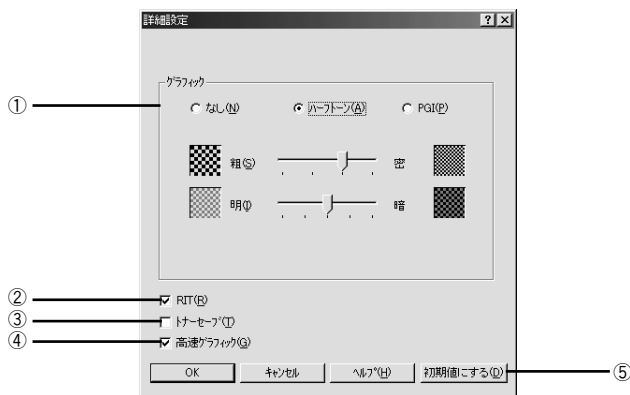 詳細設定
グラフィック
① なし(N) ハーフトーン(A) PGI(P)
粗(S) 密
明(I) 暗
② RIT(R)
③ トナーセーブ(T)
④ 高速グラフィック(G)
OK キャンセル ヘルプ(H) 初期値にする(D) ⑤